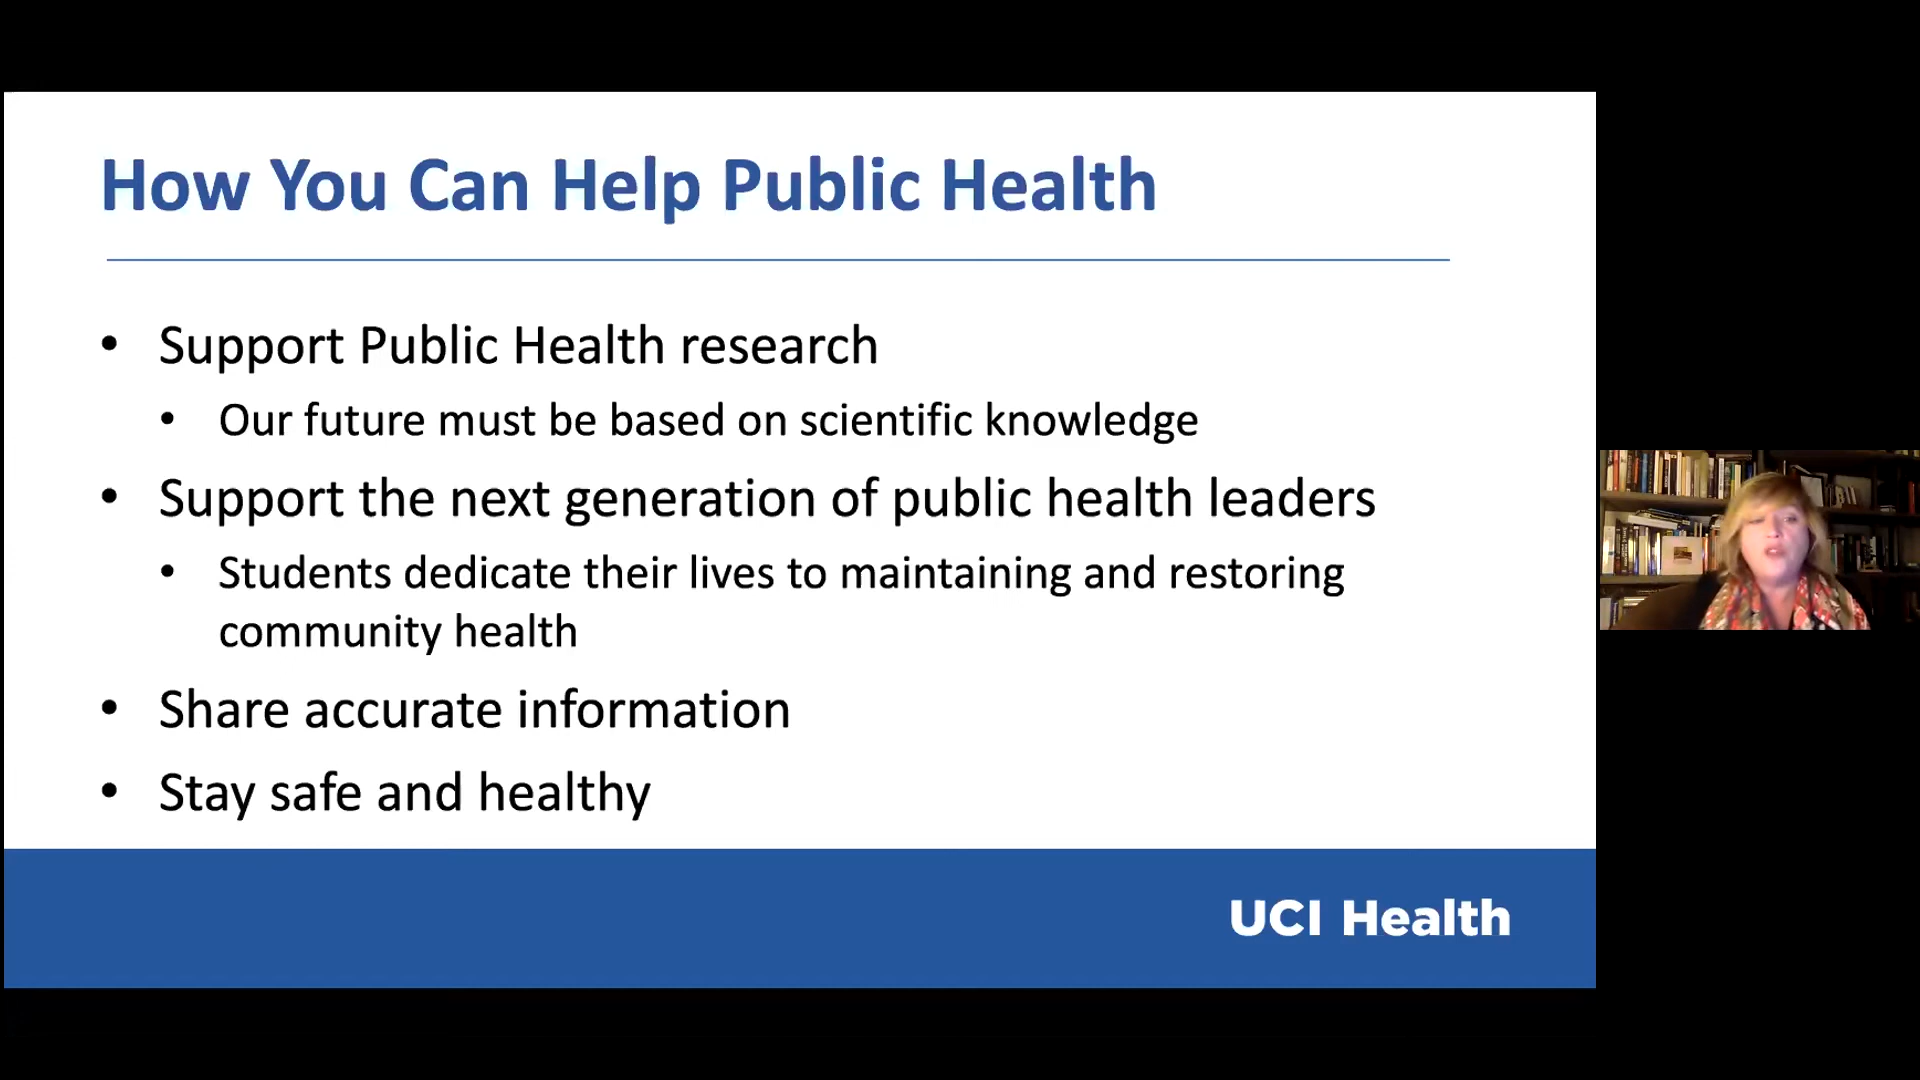 How You Can Help Public Health
• Support Public Health research
• Our future must be based on scientific knowledge
• Support the next generation of public health leaders
• Students dedicate their lives to maintaining and restoring
community health
• Share accurate information
• Stay safe and healthy
UCI Health